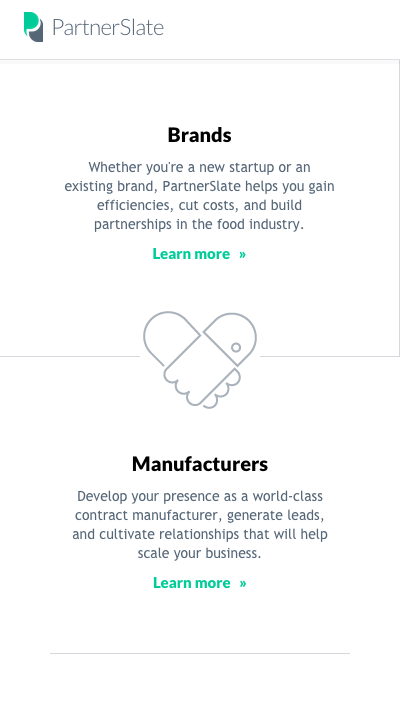 PartnerSlate
Brands
Whether you're a new startup or an
existing brand, PartnerSlate helps you gain
efficiencies, cut costs, and build
partnerships in the food industry.
Learn more »
Manufacturers
Develop your presence as a world-class
contract manufacturer, generate leads,
and cultivate relationships that will help
scale your business.
Learn more »